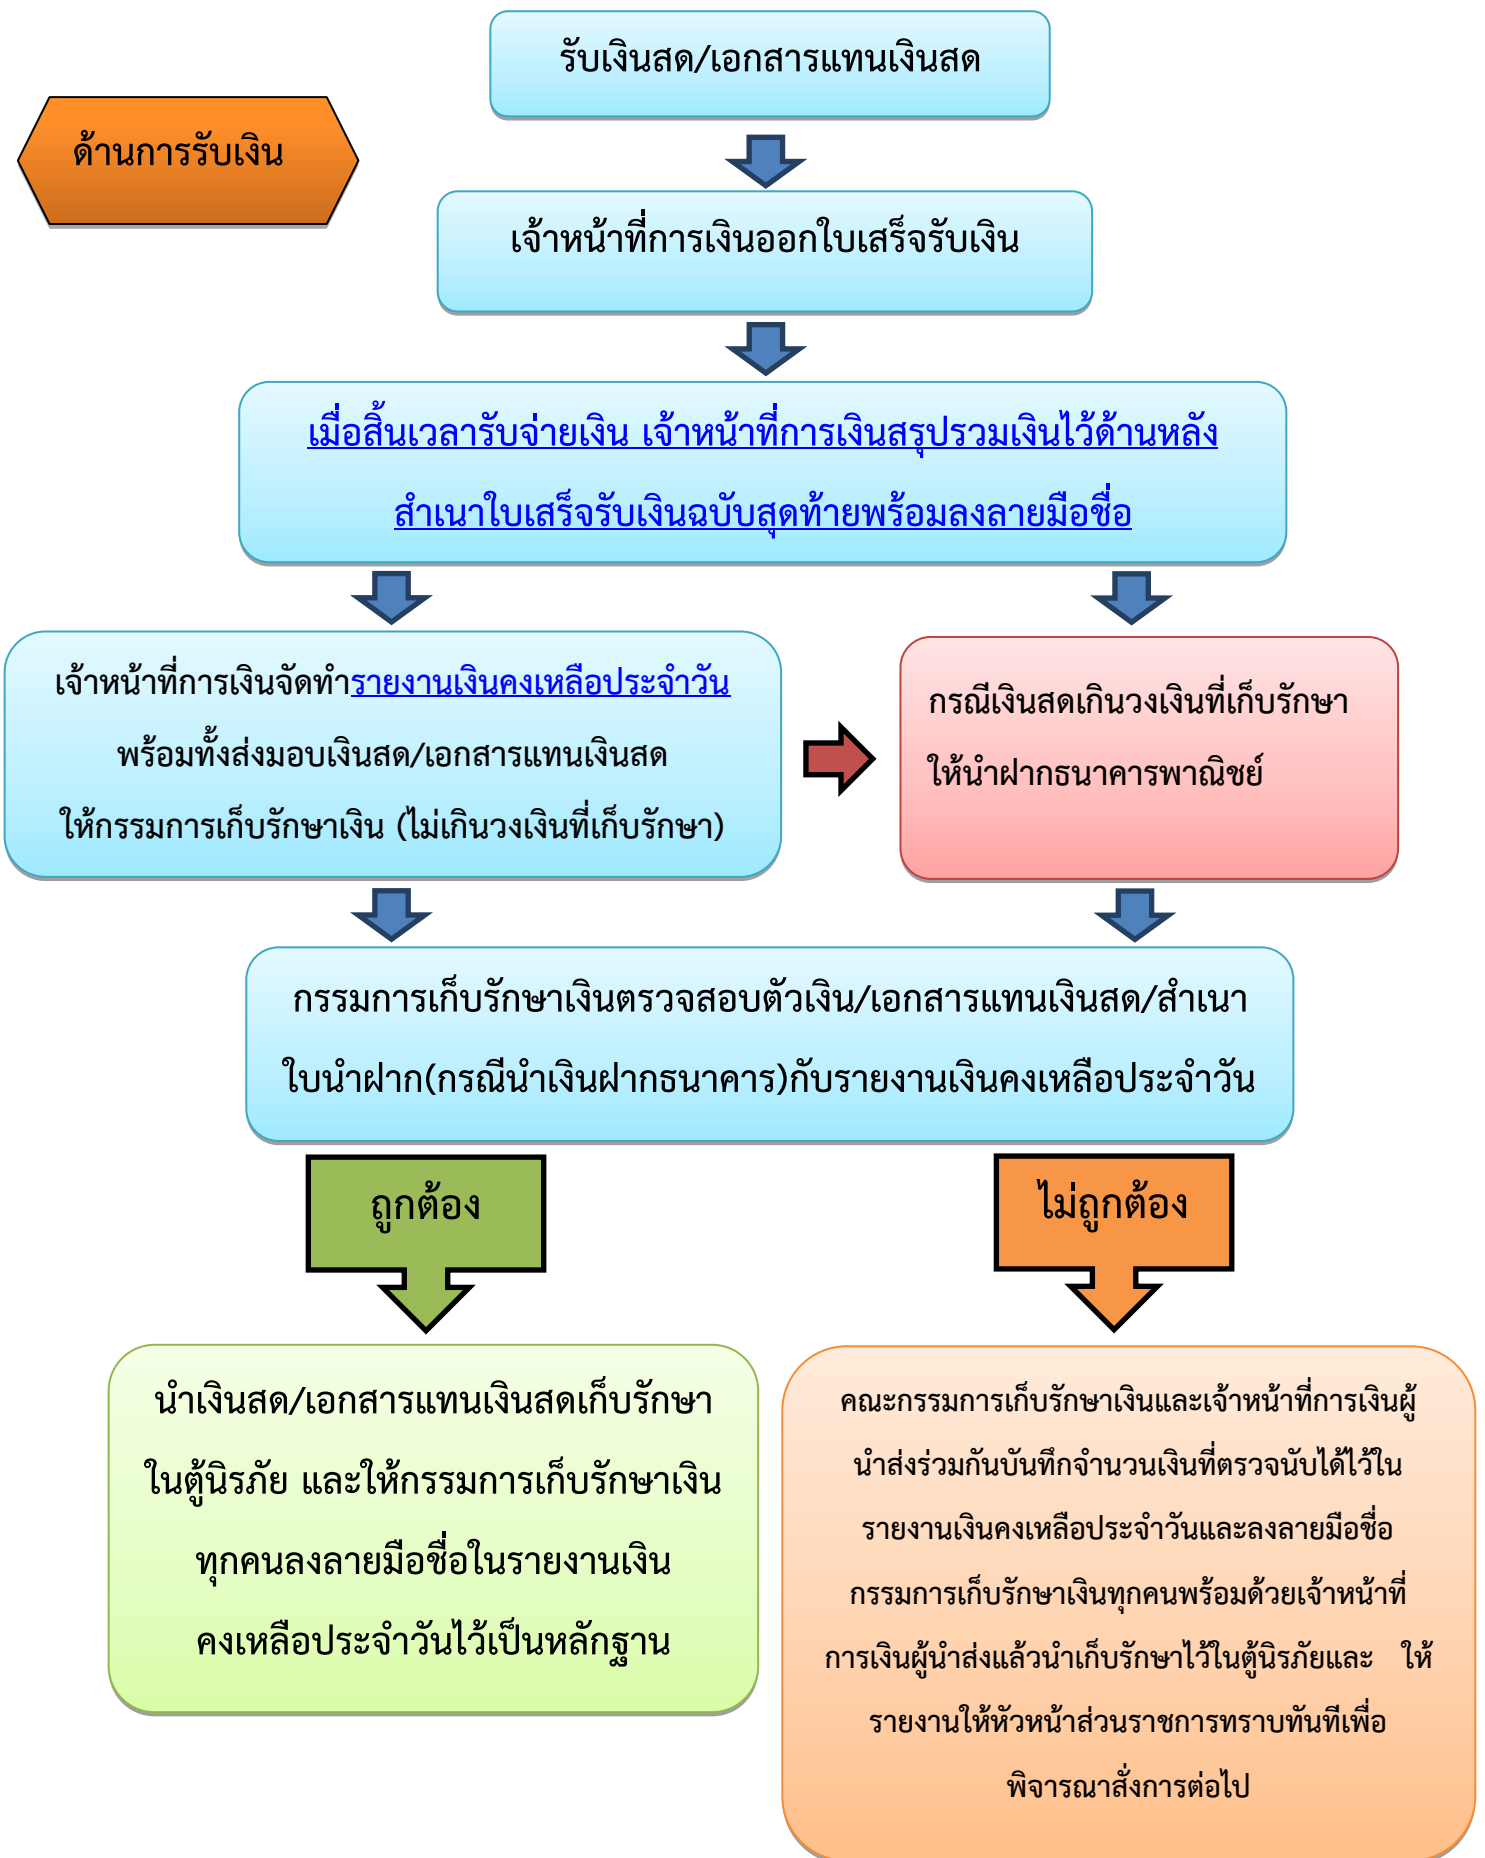 รับเงินสด/เอกสารแทนเงินสด
ด้านการรับเงิน
เจ้าหน้าที่การเงินออกใบเสร็จรับเงิน
เมื่อสิ้นเวลารับจ่ายเงิน เจ้าหน้าที่การเงินสรุปรวมเงินไว้ด้านหลัง
สำเนาใบเสร็จรับเงินฉบับสุดท้ายพร้อมลงลายมือชื่อ
เจ้าหน้าที่การเงินจัดทำรายงานเงินคงเหลือประจำวัน
พร้อมทั้งส่งมอบเงินสด/เอกสารแทนเงินสด
ให้กรรมการเก็บรักษาเงิน (ไม่เกินวงเงินที่เก็บรักษา)
กรณีเงินสดเกินวงเงินที่เก็บรักษา
ให้นำฝากธนาคารพาณิชย์
กรรมการเก็บรักษาเงินตรวจสอบตัวเงิน/เอกสารแทนเงินสด/สำเนา
ใบนำฝาก(กรณีนำเงินฝากธนาคาร)กับรายงานเงินคงเหลือประจำวัน
ถูกต้อง
ไม่ถูกต้อง
นำเงินสด/เอกสารแทนเงินสดเก็บรักษา
ในตู้นิรภัย และให้กรรมการเก็บรักษาเงิน
ทุกคนลงลายมือชื่อในรายงานเงิน
คงเหลือประจำวันไว้เป็นหลักฐาน
คณะกรรมการเก็บรักษาเงินและเจ้าหน้าที่การเงินผู้
นำส่งร่วมกันบันทึกจำนวนเงินที่ตรวจนับได้ไว้ใน
รายงานเงินคงเหลือประจำวันและลงลายมือชื่อ
กรรมการเก็บรักษาเงินทุกคนพร้อมด้วยเจ้าหน้าที่
การเงินผู้นำส่งแล้วนำเก็บรักษาไว้ในตู้นิรภัยและ ให้
รายงานให้หัวหน้าส่วนราชการทราบทันทีเพื่อ
พิจารณาสั่งการต่อไป